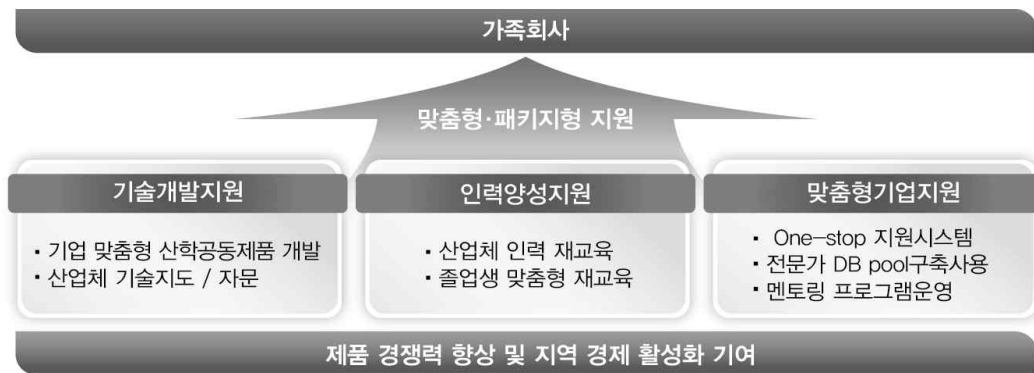 가족회사
맞춤형·패키지형 지원
기술개발지원
▪ 기업 맞춤형 산학공동제품 개발
▪ 산업체 기술지도 / 자문
인력양성지원
▪ 산업체 인력 재교육
▪ 졸업생 맞춤형 재교육
맞춤형기업지원
▪ One-stop 지원시스템
▪ 전문가 DB pool구축사용
▪ 멘토링 프로그램운영
제품 경쟁력 향상 및 지역 경제 활성화 기여